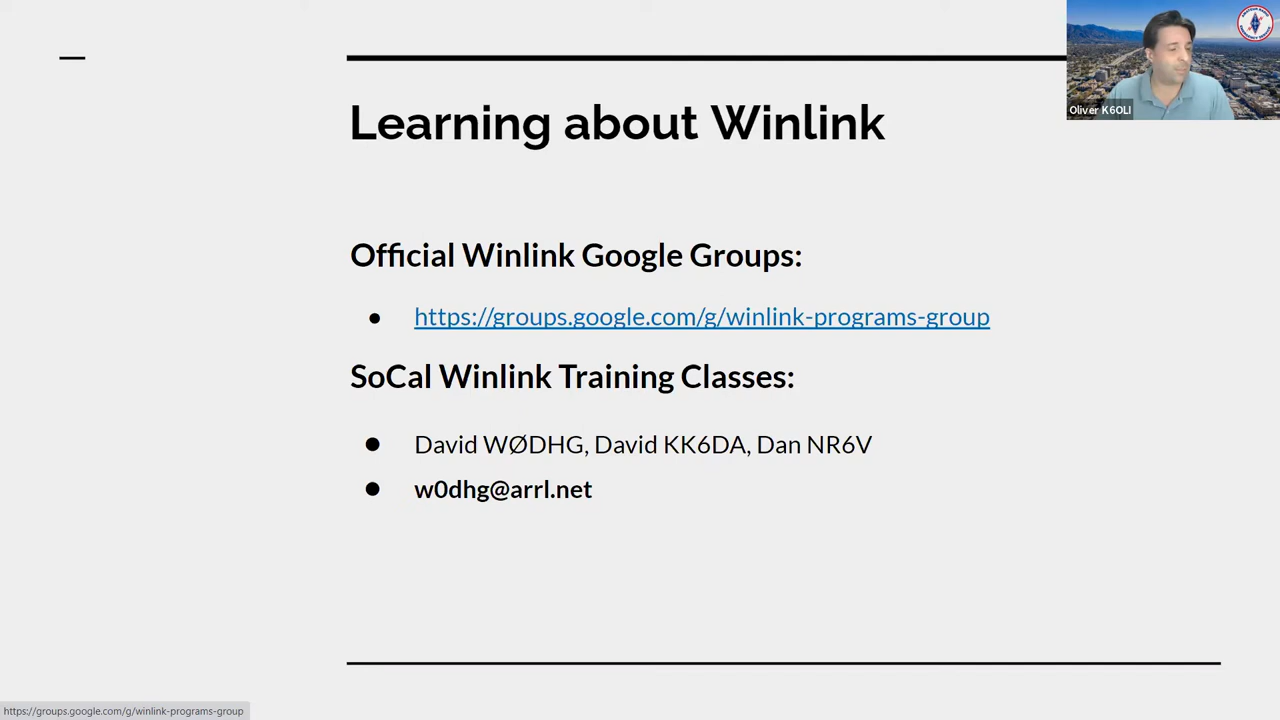 Learning about Winlink
Oliver K6OLI
Official Winlink Google Groups:
● https://groups.google.com/g/winlink-programs-group
SoCal Winlink Training Classes:
● David WØDHG, David KK6DA, Dan NR6V
● w0dhg@arrl.net
https://groups.google.com/g/winlink-programs-group